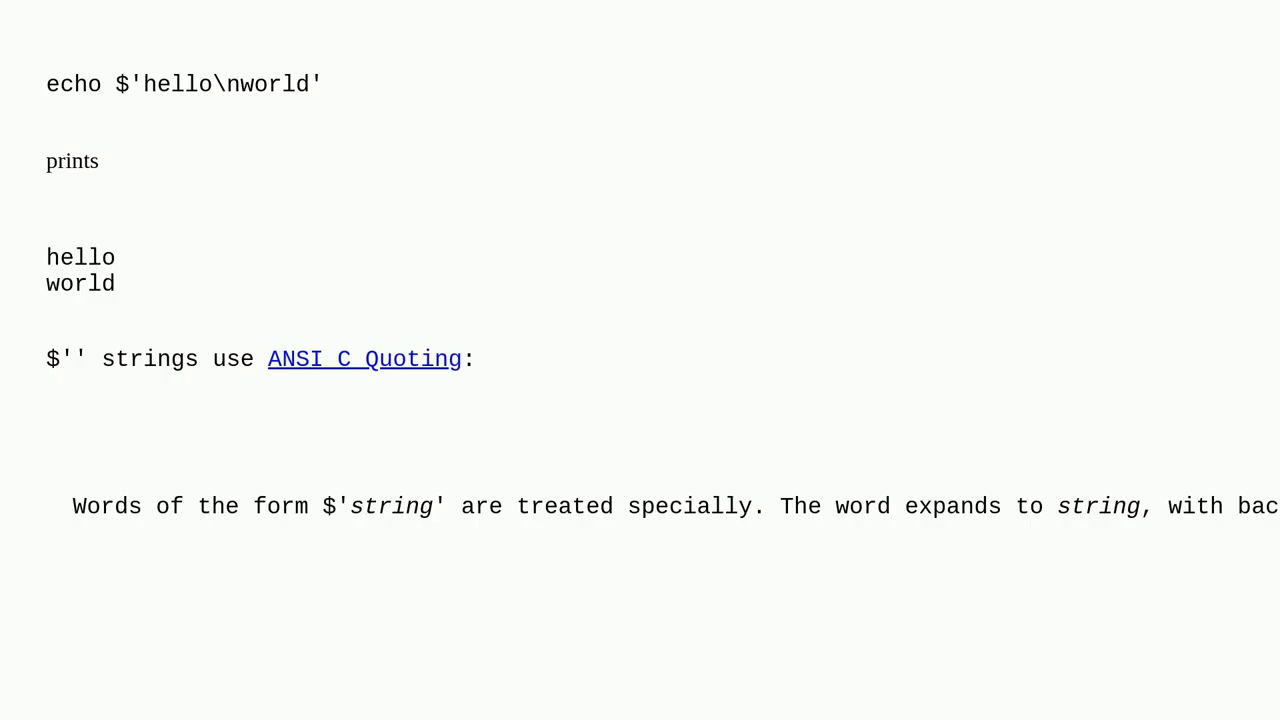 echo $'hello\nworld'
prints
hello
world
$'' strings use ANSI C Quoting:
Words of the form $'string' are treated specially. The word expands to string, with bac